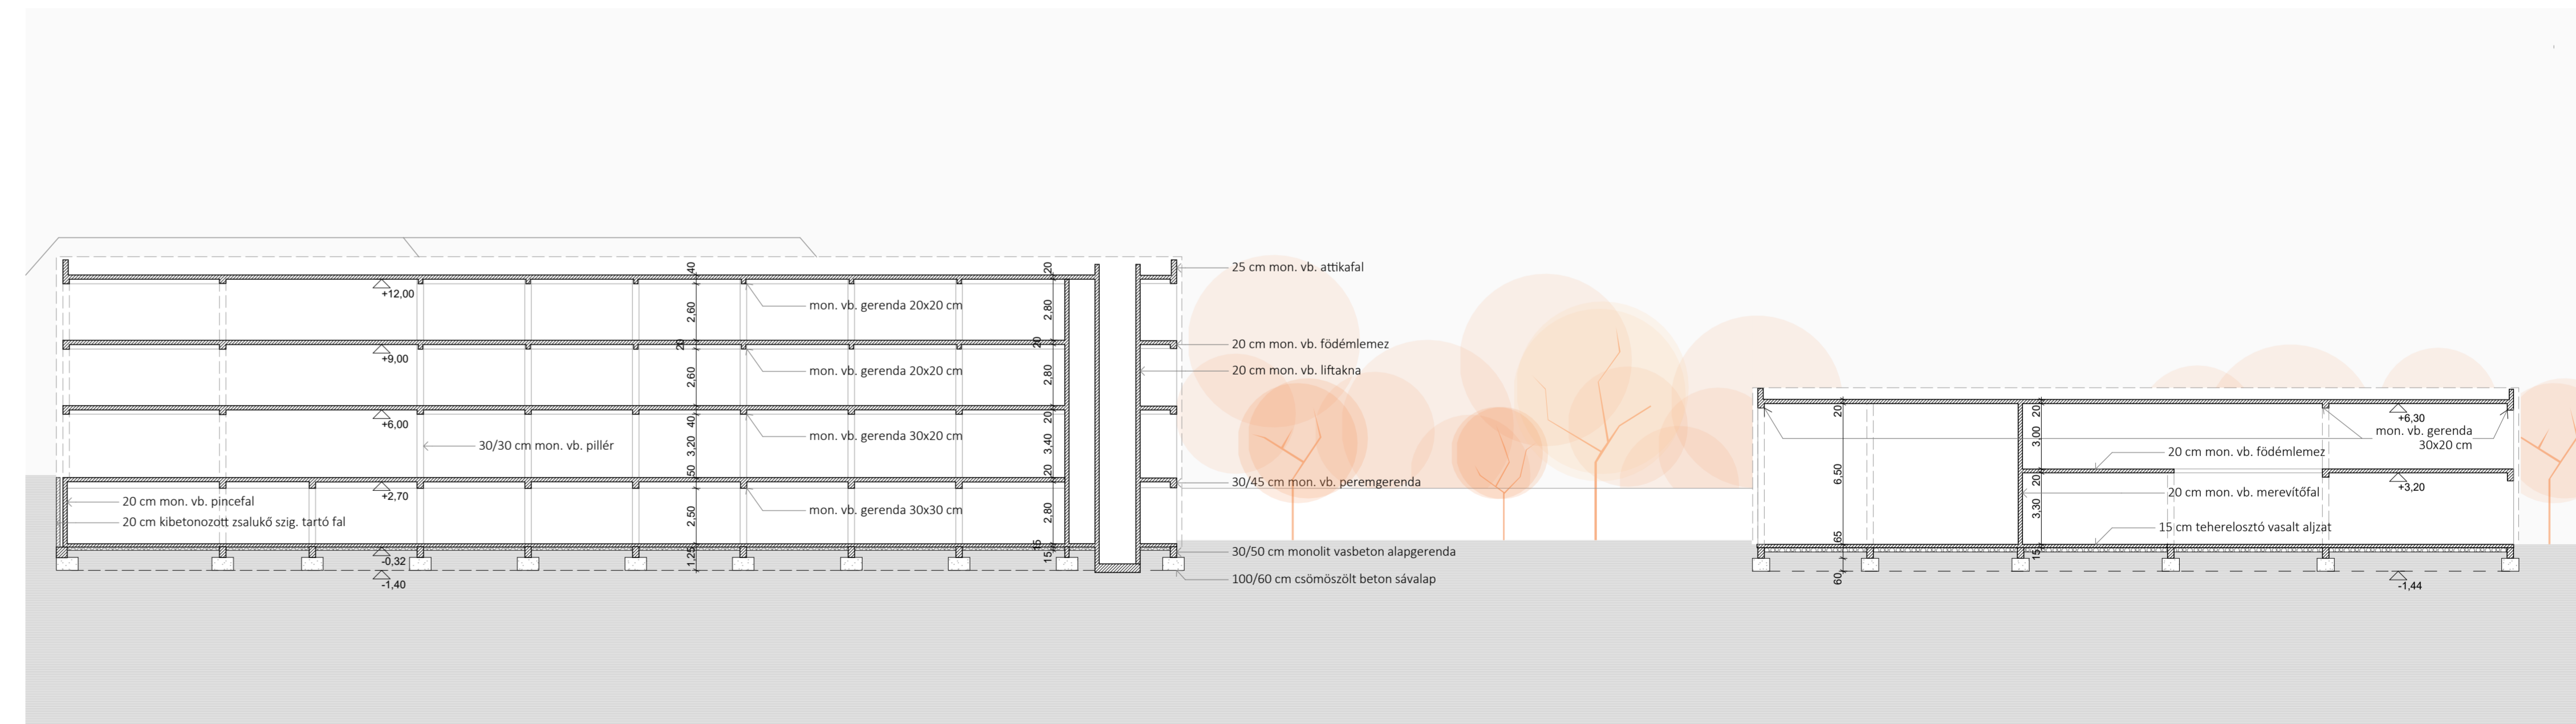 40
20
25 cm mon. vb. attikafal
+12,00
mon. vb. gerenda 20x20 cm
2,60
2,80
20
20
20 cm mon. vb. födémlemez
+9,00
mon. vb. gerenda 20x20 cm
2,60
2,80
20 cm mon. vb. liftakna
+6,00
40
20
mon. vb. gerenda 30x20 cm
30/30 cm mon. vb. pillér
3,20
3,40
50
20
30/45 cm mon. vb. peremgerenda
+2,70
20 cm mon. vb. pincefal
mon. vb. gerenda 30x30 cm
2,50
2,80
20 cm kibetonozott zsalukő szig. tartó fal
-0,32
1,25
15
15
30/50 cm monolit vasbeton alapgerenda
-1,40
100/60 cm csömöszölt beton sávalap
20
20
+6,30
mon. vb. gerenda
30x20 cm
3,00
20 cm mon. vb. födémlemez
6,50
20
+3,20
20 cm mon. vb. merevítőfal
3,30
15 cm teherelosztó vasalt aljzat
65
15
60
-1,44